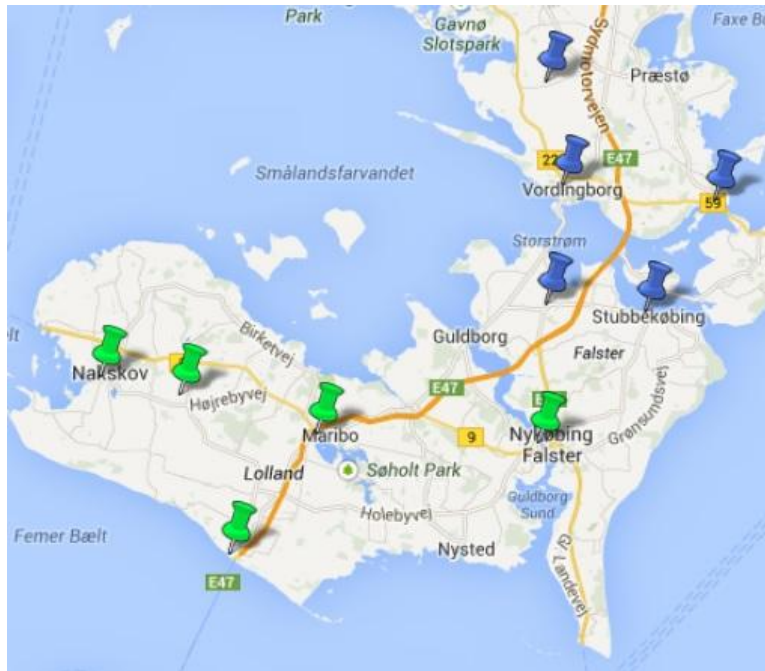 Park
Gavnø
Slotspark
Faxe Bu
Sydmotorvejen
Præstø
22
E47
Smålandsfarvandet
Vordingborg
59
Storstrøm
Stubbekøbing
Guldborg
Birketvej
Falster
Nakskov
Højrebyvej
E47
Grønsundsvej
Maribo
9
Nykøbing
Falster
Lolland
Søholt Park
Guldborg
Sund
Holebyvej
Femer Bælt
Nysted
Gl. Landevej
E47